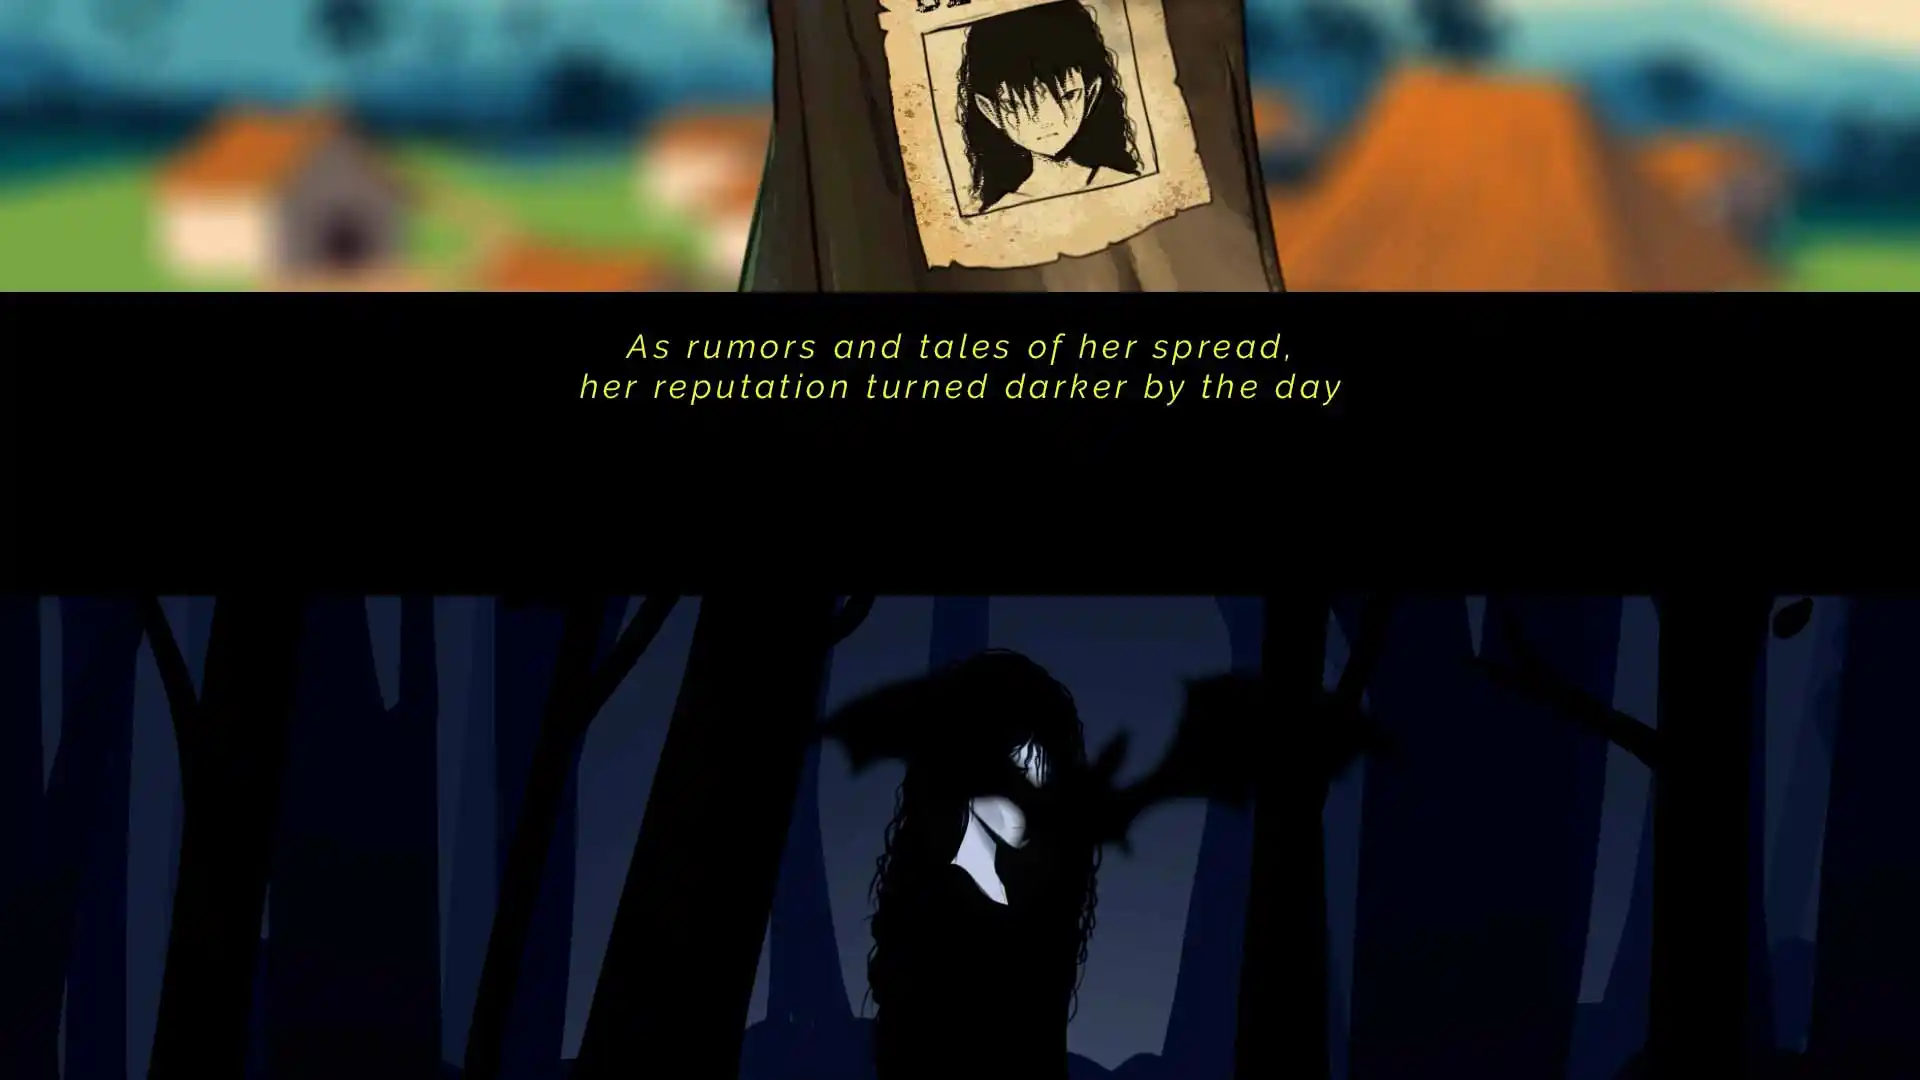 As rumors and tales of her spread,
her reputation turned darker by the day